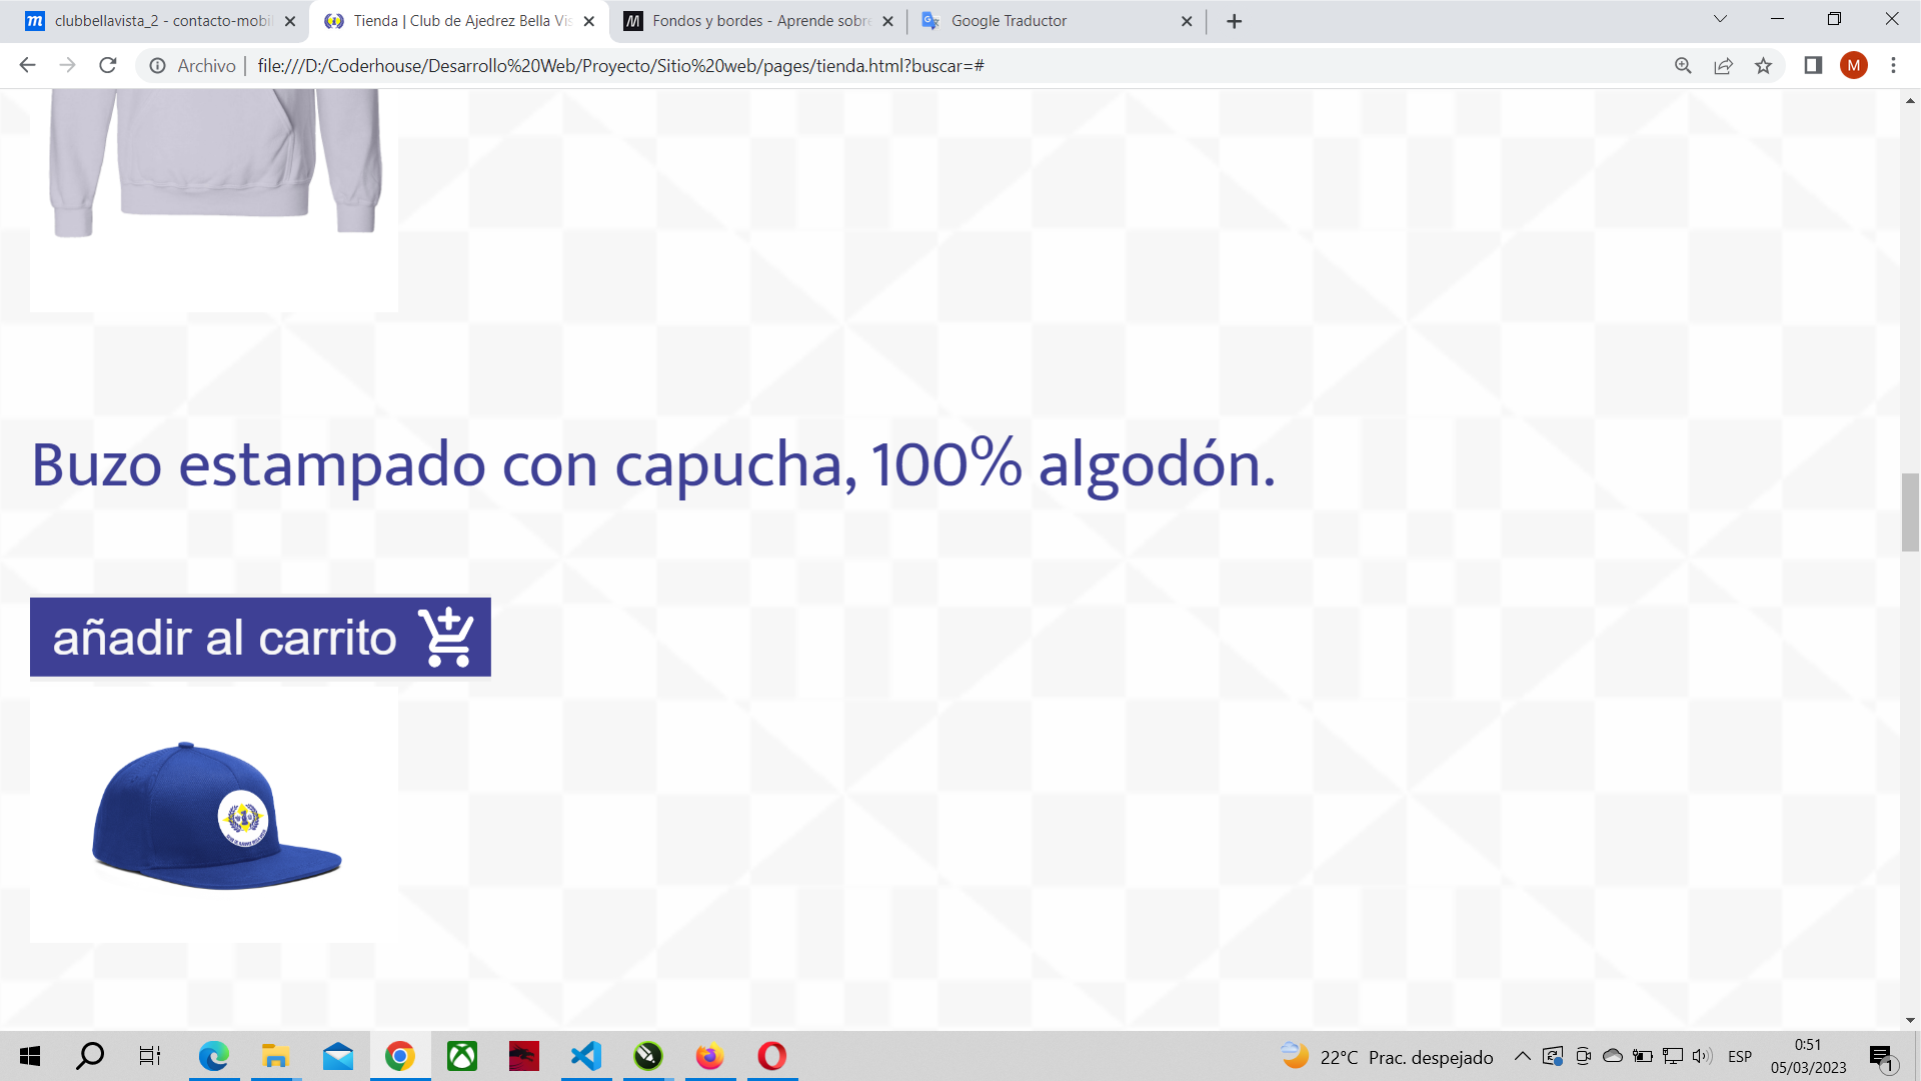 clubbellavista_2 - contacto-mobil
Tienda | Club de Ajedrez Bella Vis
Fondos y bordes - Aprende sobre
Google Traductor
Archivo
file:///D:/Coderhouse/Desarrollo%20Web/Proyecto/Sitio%20web/pages/tienda.html?buscar=#
M
Buzo estampado con capucha, 100% algodón.
añadir al carrito
22°C Prac. despejado
ESP
0:51
05/03/2023
1